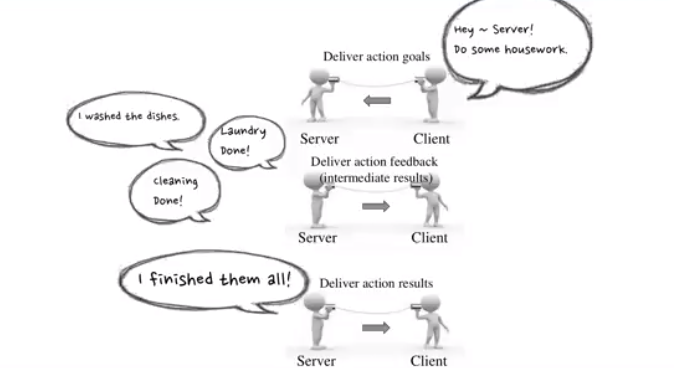 Hey ~ Server!
Do some housework.
Deliver action goals
Server
Client
I washed the dishes.
Laundry
Done!
cleaning
Done!
Deliver action feedback
(intermediate results)
Server
Client
I finished them all!
Deliver action results
Server
Client